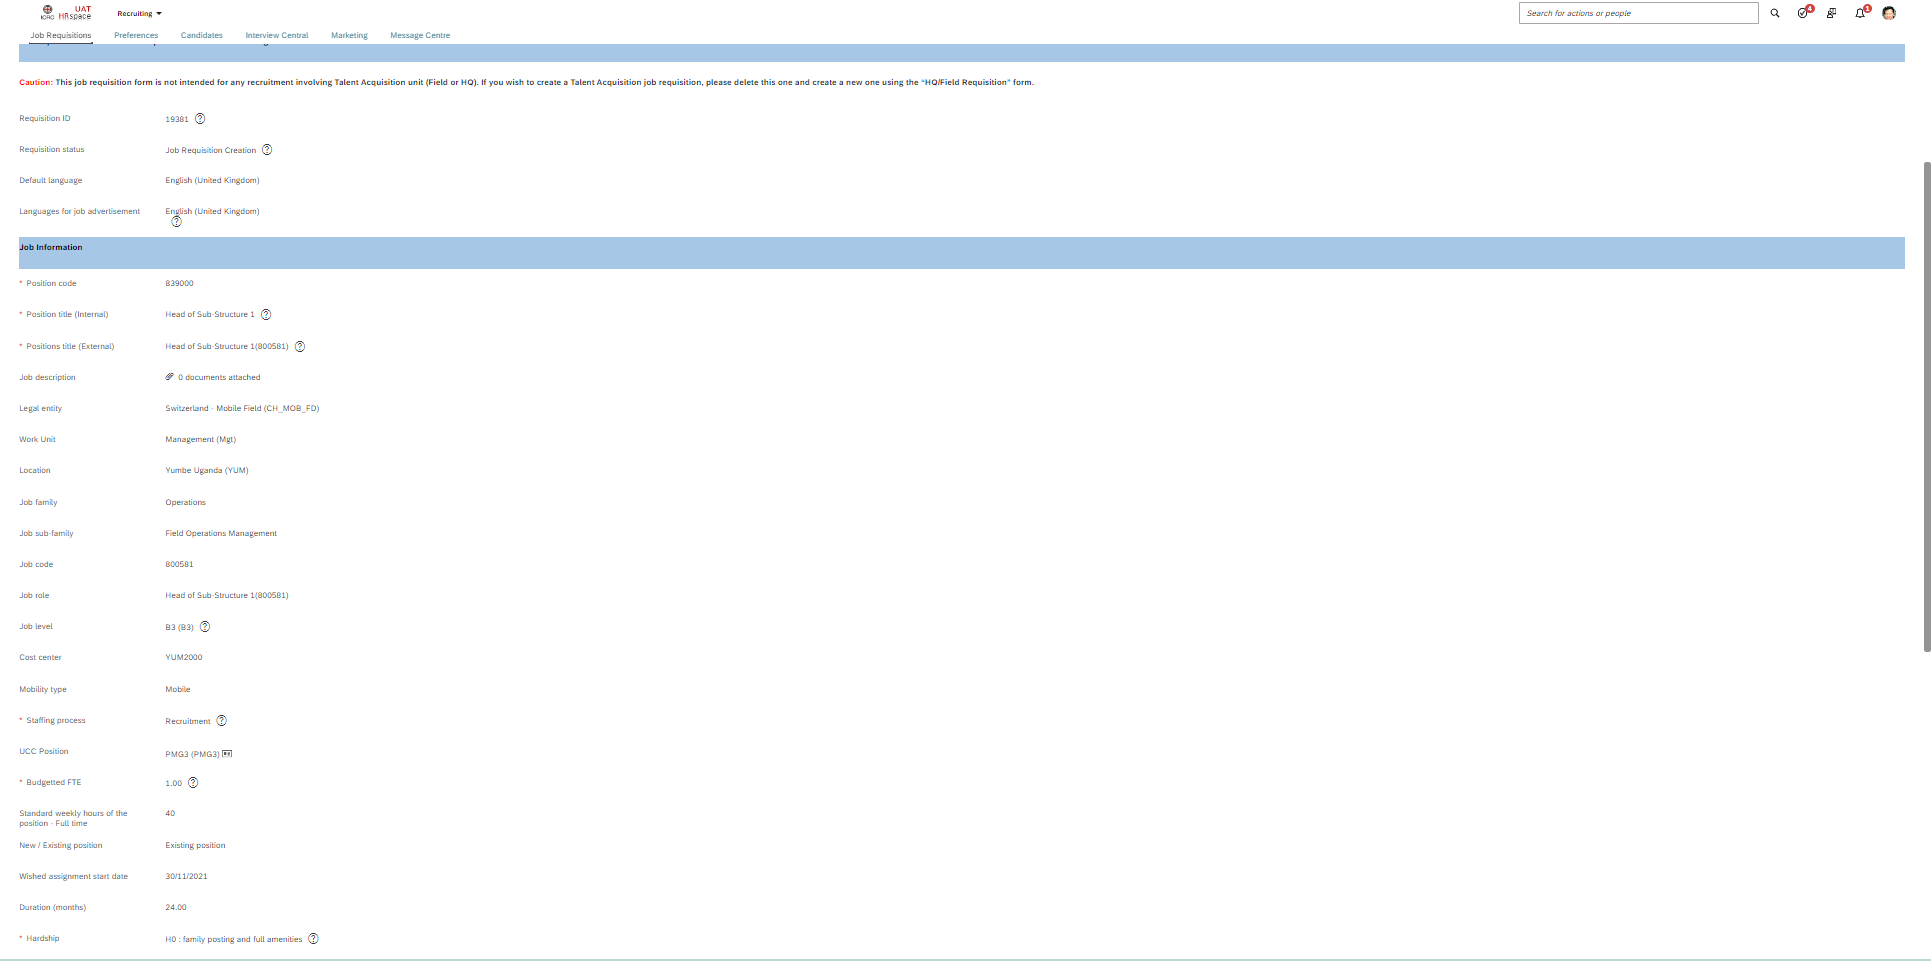 ICRC
UAT
HRspace
Recruiting
Search for actions or people
4
1
Job Requisitions Preferences Candidates Interview Central Marketing Message Centre
Caution: This job requisition form is not intended for any recruitment involving Talent Acquisition unit (Field or HQ). If you wish to create a Talent Acquisition job requisition, please delete this one and create a new one using the "HQ/Field Requisition" form.
Requisition ID 19381
Requisition status Job Requisition Creation
Default language English (United Kingdom)
Languages for job advertisement English (United Kingdom)
Job Information
* Position code 839000
* Position title (Internal) Head of Sub-Structure 1
* Positions title (External) Head of Sub-Structure 1(800581)
Job description 0 documents attached
Legal entity Switzerland - Mobile Field (CH_MOB_FD)
Work Unit Management (Mgt)
Location Yumbe Uganda (YUM)
Job family Operations
Job sub-family Field Operations Management
Job code 800581
Job role Head of Sub-Structure 1(800581)
Job level B3 (B3)
Cost center YUM2000
Mobility type Mobile
* Staffing process Recruitment
UCC Position PMG3 (PMG3)
* Budgetted FTE 1.00
Standard weekly hours of the 40
position - Full time
New / Existing position Existing position
Wished assignment start date 30/11/2021
Duration (months) 24.00
* Hardship H0 : family posting and full amenities